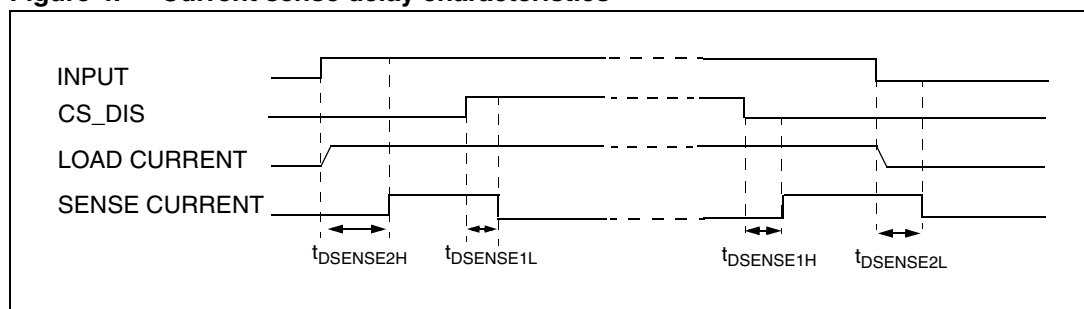 INPUT
CS_DIS
LOAD CURRENT
SENSE CURRENT
tDSENSE2H tDSENSE1L tDSENSE1H tDSENSE2L